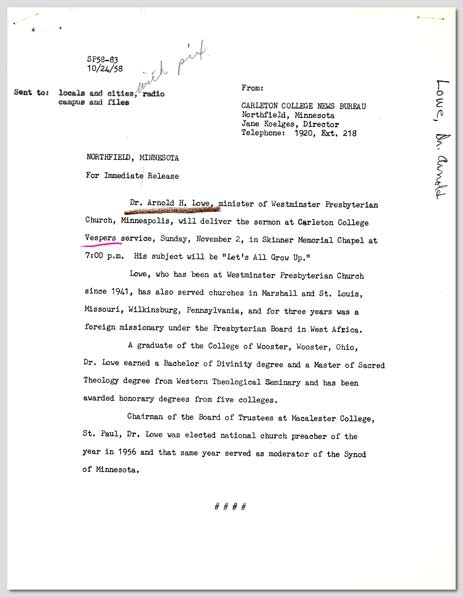 SP58-83
10/24/58
with pix
Sent to: locals and cities, radio
campus and files
From:
CARLETON COLLEGE NEWS BUREAU
Northfield, Minnesota
Jane Koelges, Director
Telephone: 1920, Ext. 218
Lowe, Dr. Arnold
NORTHFIELD, MINNESOTA
For Immediate Release
Dr. Arnold H. Lowe, minister of Westminster Presbyterian
Church, Minneapolis, will deliver the sermon at Carleton College
Vespers service, Sunday, November 2, in Skinner Memorial Chapel at
7:00 p.m. His subject will be "Let's All Grow Up."
Lowe, who has been at Westminster Presbyterian Church
since 1941, has also served churches in Marshall and St. Louis,
Missouri, Wilkinsburg, Pennsylvania, and for three years was a
foreign missionary under the Presbyterian Board in West Africa.
A graduate of the College of Wooster, Wooster, Ohio,
Dr. Lowe earned a Bachelor of Divinity degree and a Master of Sacred
Theology degree from Western Theological Seminary and has been
awarded honorary degrees from five colleges.
Chairman of the Board of Trustees at Macalester College,
St. Paul, Dr. Lowe was elected national church preacher of the
year in 1956 and that same year served as moderator of the Synod
of Minnesota.
# # # #